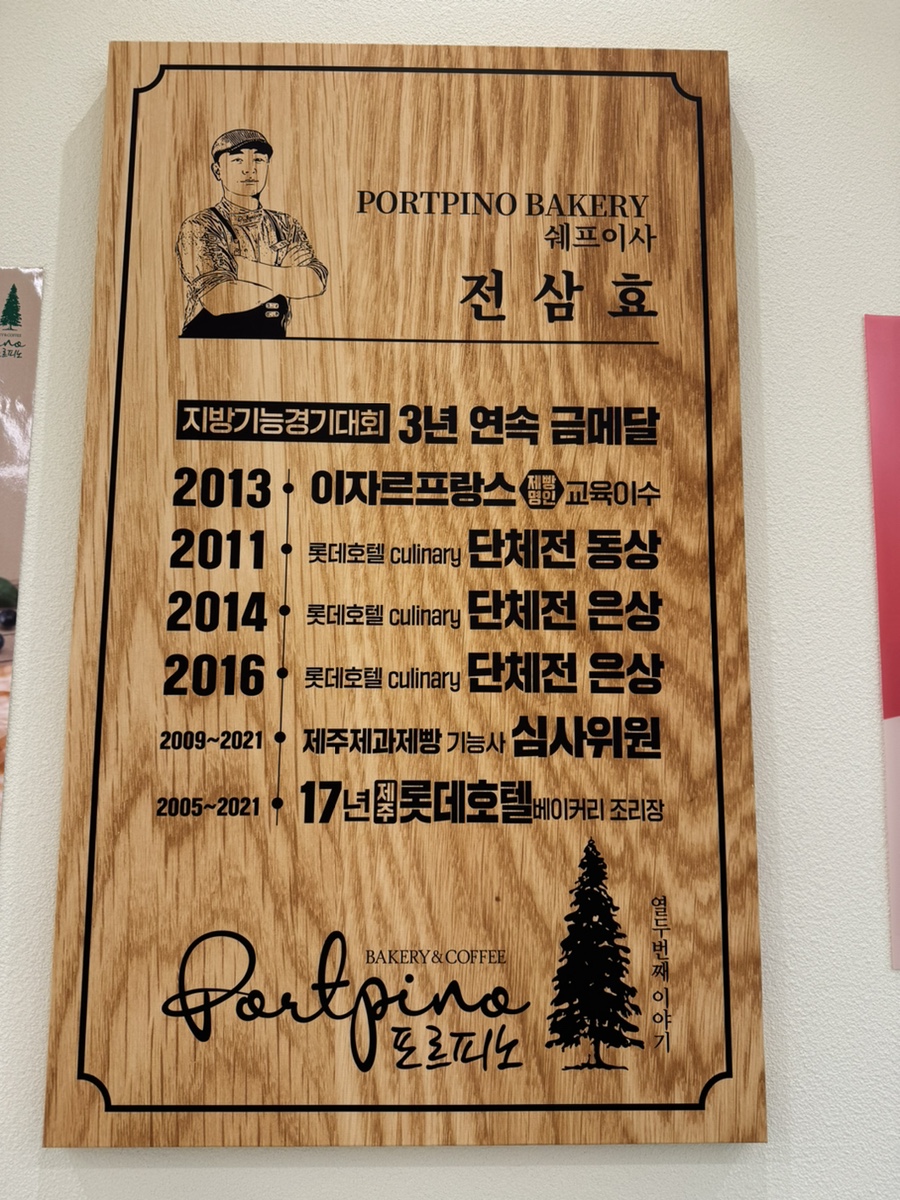 PORTPINO BAKERY
쉐프이사
전 삼 효
지방기능경기대회 3년 연속 금메달
2013 이자르프랑스 제빵명인 교육이수
2011 롯데호텔 culinary 단체전 동상
2014 롯데호텔 culinary 단체전 은상
2016 롯데호텔 culinary 단체전 은상
2009~2021 제주제과제빵 기능사 심사위원
2005~2021 17년 제주 롯데호텔 베이커리 조리장
BAKERY & COFFEE
Portpino
포르피노
열두번째 이야기